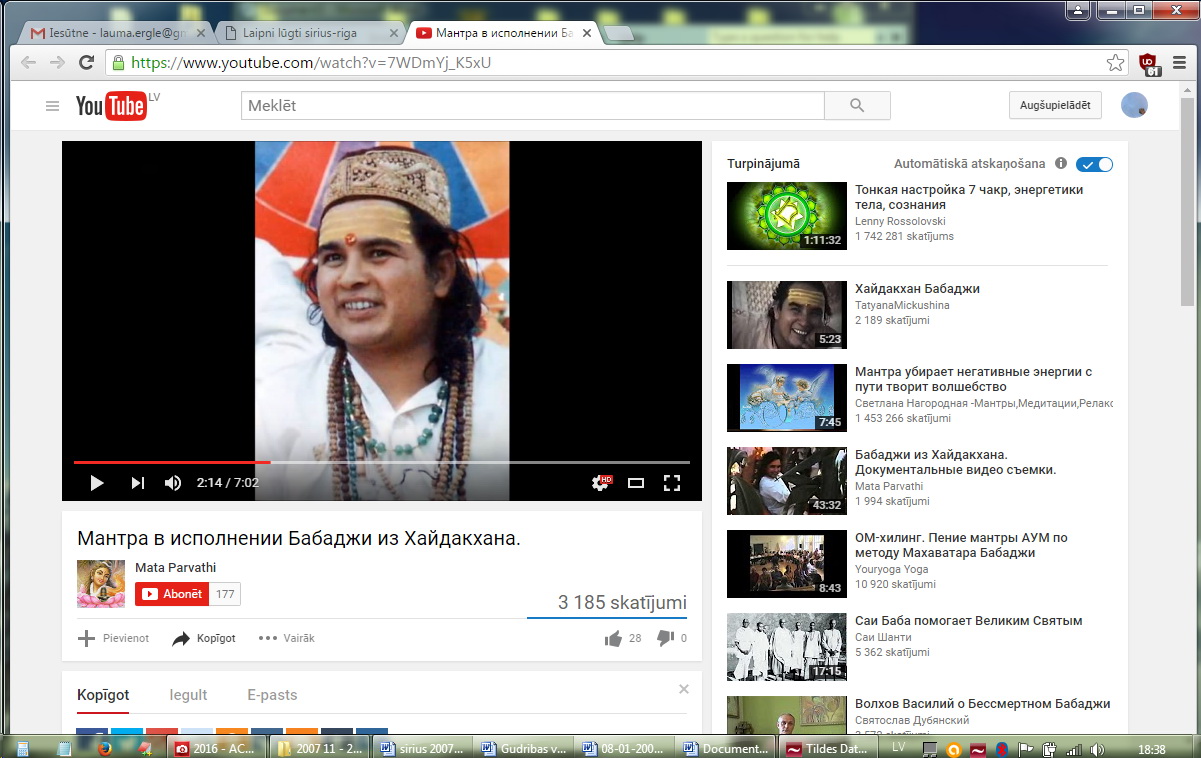 Iesūtne - lauma.ergle@gm
Laipni lūgti sirius-riga
Мантра в исполнении Ба
https://www.youtube.com/watch?v=7WDmYj_K5xU
61
YouTube LV
Meklēt
Augšupielādēt
2:14 / 7:02
HD
Мантра в исполнении Бабаджи из Хайдакхана.
Mata Parvathi
Abonēt 177
3 185 skatījumi
Pievienot Kopīgot Vairāk 28 0
Kopīgot Iegult E-pasts
Turpinājumā Automātiskā atskaņošana
Тонкая настройка 7 чакр, энергетики
тела, сознания
Lenny Rossolovski
1 742 281 skatījums
1:11:32
Хайдакхан Бабаджи
TatyanaMickushina
2 189 skatījumi
5:23
Мантра убирает негативные энергии с
пути творит волшебство
Светлана Нагородная -Мантры,Медитации,Релакс
1 453 266 skatījumi
7:45
Бабаджи из Хайдакхана.
Документальные видео съемки.
Mata Parvathi
1 994 skatījumi
43:32
ОМ-хилинг. Пение мантры АУМ по
методу Махаватара Бабаджи
Youryoga Yoga
10 920 skatījumi
8:43
Саи Баба помогает Великим Святым
Саи Шанти
5 362 skatījumi
17:15
Волхов Василий о Бессмертном Бабаджи
Святослав Дубянский
2016 - AC... 2007 11 - 2... sirius 2007... Gudribas v... 08-01-200... Document... Tildes Dat... LV 18:38